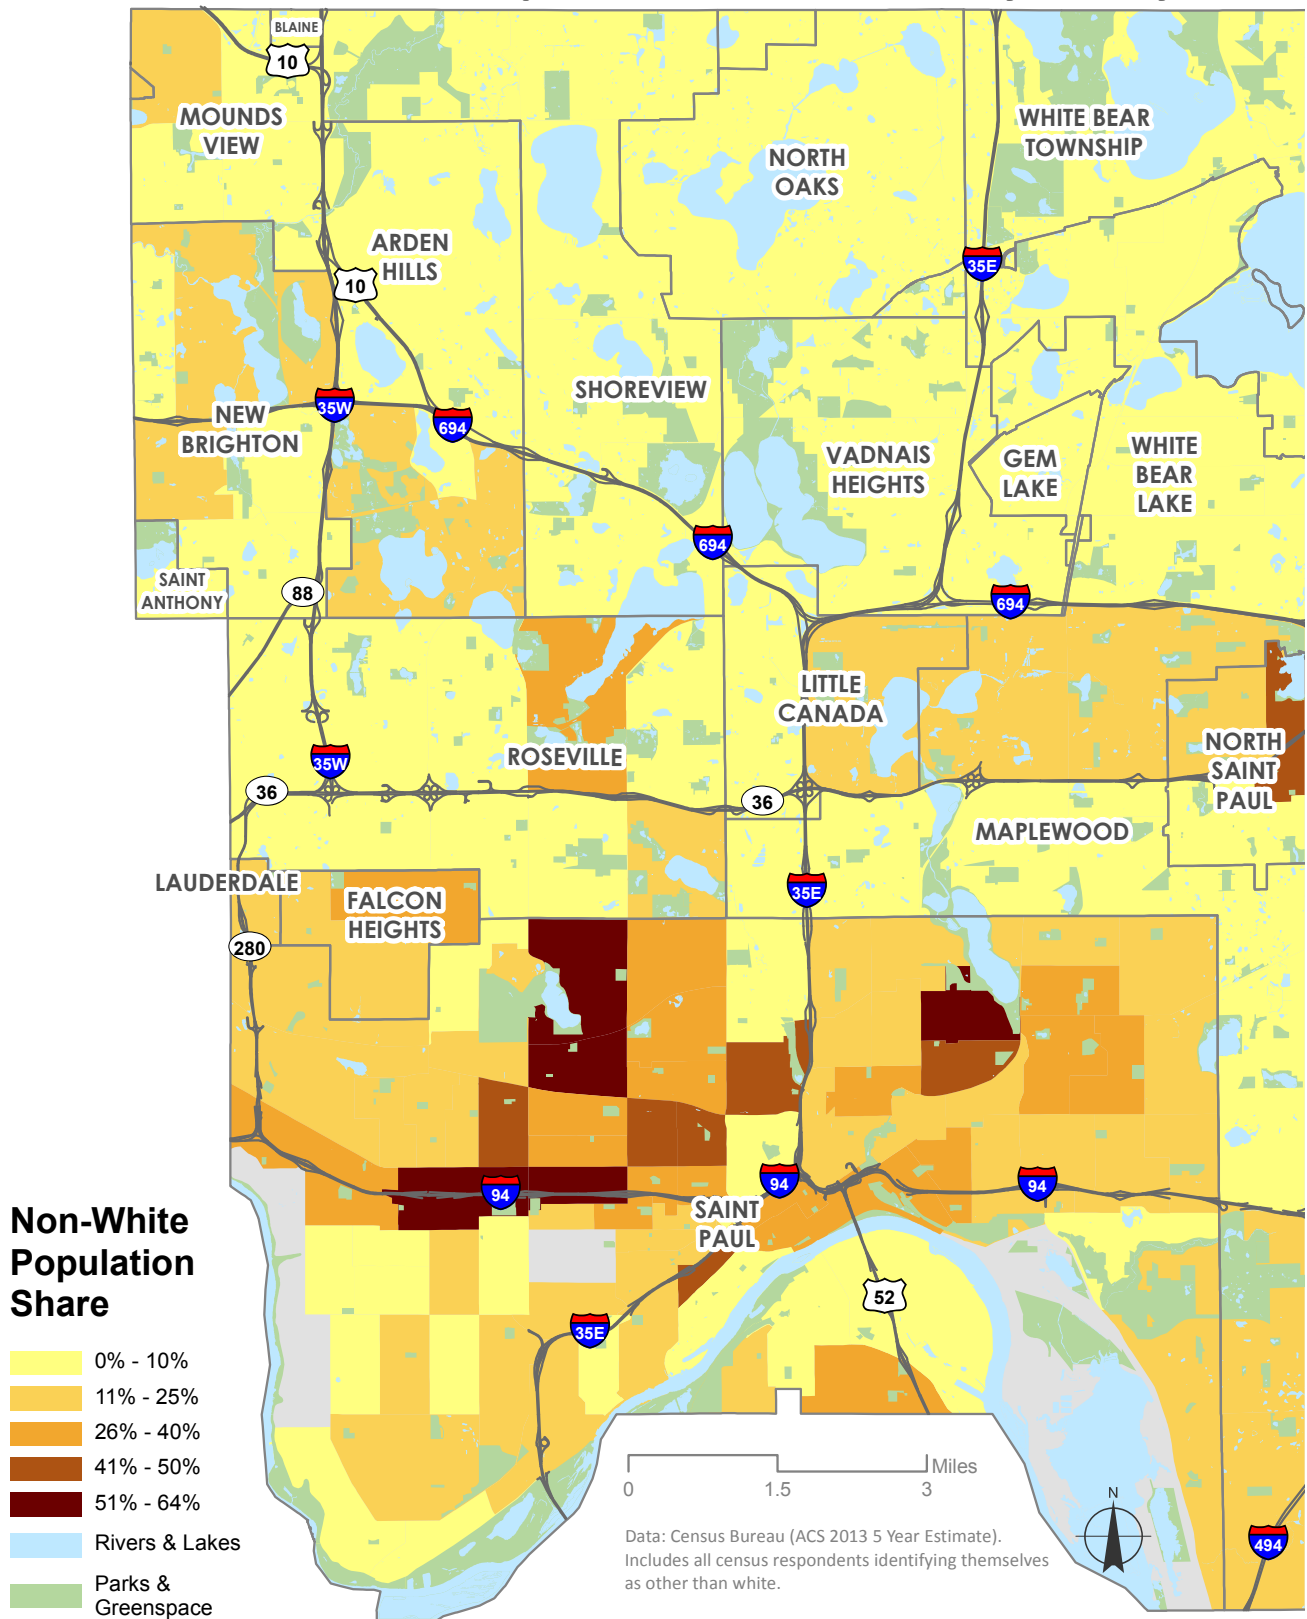 BLAINE
10
MOUNDS
VIEW
WHITE BEAR
TOWNSHIP
NORTH
OAKS
ARDEN
HILLS
35E
10
SHOREVIEW
35W
NEW
BRIGHTON
694
VADNAIS
HEIGHTS
GEM
LAKE
WHITE
BEAR
LAKE
694
SAINT
ANTHONY
88
694
LITTLE
CANADA
ROSEVILLE
35W
NORTH
SAINT
PAUL
36
36
MAPLEWOOD
LAUDERDALE
35E
FALCON
HEIGHTS
280
94
94
94
SAINT
PAUL
52
35E
Non-White
Population
Share
0% - 10%
11% - 25%
26% - 40%
41% - 50%
51% - 64%
Rivers & Lakes
Parks &
Greenspace
Miles
0 1.5 3
Data: Census Bureau (ACS 2013 5 Year Estimate).
Includes all census respondents identifying themselves
as other than white.
N
494